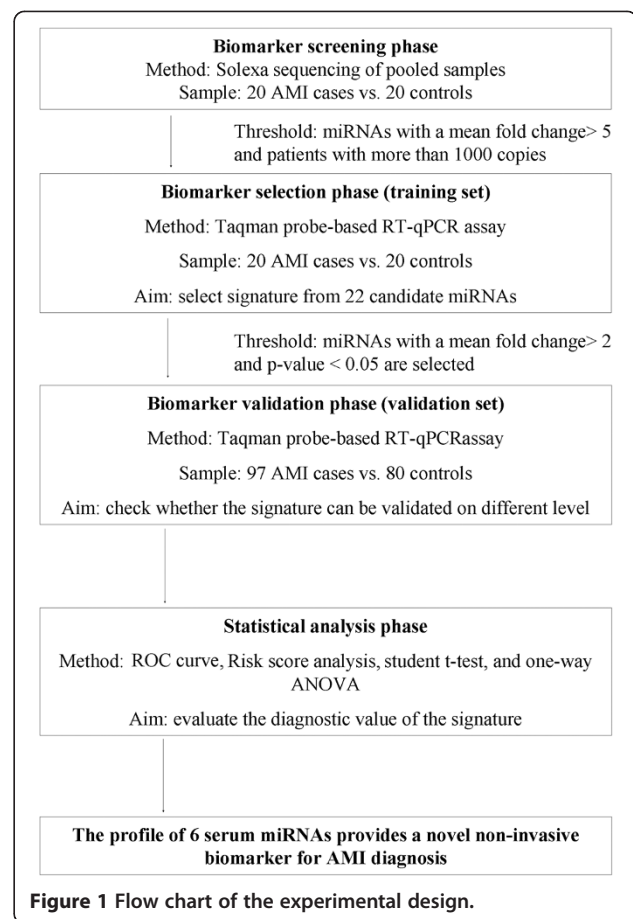 Biomarker screening phase
Method: Solexa sequencing of pooled samples
Sample: 20 AMI cases vs. 20 controls
Threshold: miRNAs with a mean fold change> 5
and patients with more than 1000 copies
Biomarker selection phase (training set)
Method: Taqman probe-based RT-qPCR assay
Sample: 20 AMI cases vs. 20 controls
Aim: select signature from 22 candidate miRNAs
Threshold: miRNAs with a mean fold change> 2
and p-value < 0.05 are selected
Biomarker validation phase (validation set)
Method: Taqman probe-based RT-qPCRassay
Sample: 97 AMI cases vs. 80 controls
Aim: check whether the signature can be validated on different level
Statistical analysis phase
Method: ROC curve, Risk score analysis, student t-test, and one-way
ANOVA
Aim: evaluate the diagnostic value of the signature
The profile of 6 serum miRNAs provides a novel non-invasive
biomarker for AMI diagnosis
Figure 1 Flow chart of the experimental design.